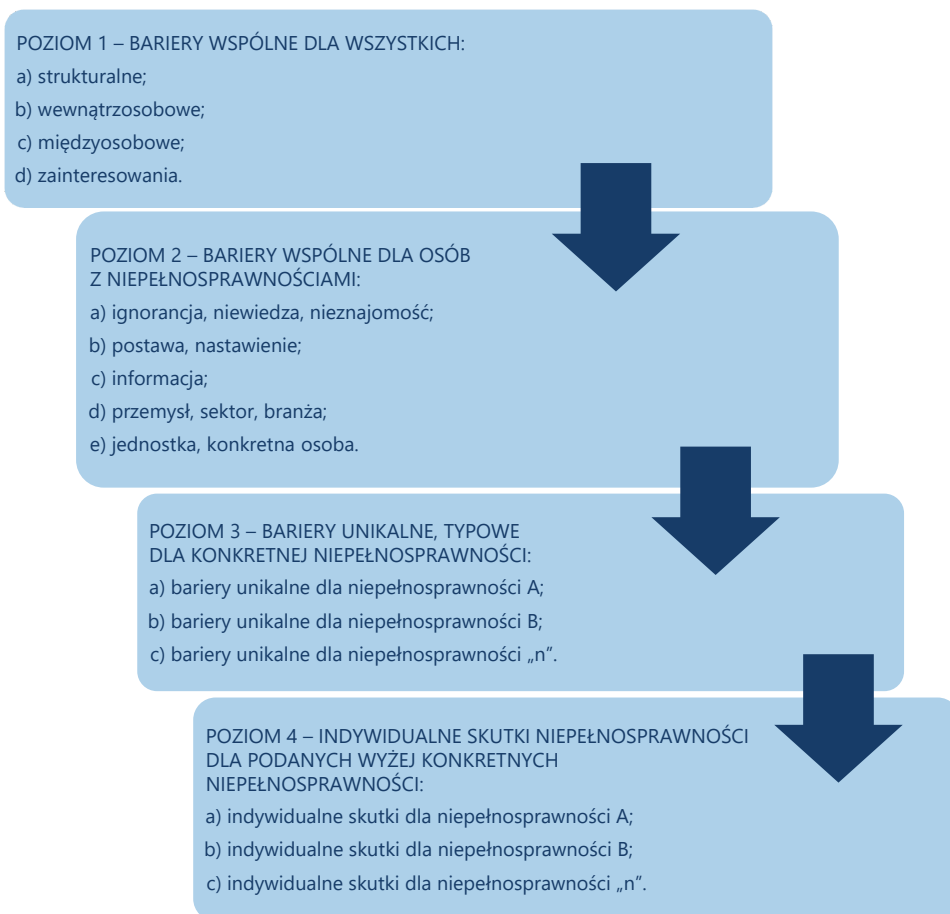 POZIOM 1 – BARIERY WSPÓLNE DLA WSZYSTKICH:
a) strukturalne;
b) wewnątrzosobowe;
c) międzyosobowe;
d) zainteresowania.
POZIOM 2 – BARIERY WSPÓLNE DLA OSÓB
Z NIEPEŁNOSPRAWNOŚCIAMI:
a) ignorancja, niewiedza, nieznajomość;
b) postawa, nastawienie;
c) informacja;
d) przemysł, sektor, branża;
e) jednostka, konkretna osoba.
POZIOM 3 – BARIERY UNIKALNE, TYPOWE
DLA KONKRETNEJ NIEPEŁNOSPRAWNOŚCI:
a) bariery unikalne dla niepełnosprawności A;
b) bariery unikalne dla niepełnosprawności B;
c) bariery unikalne dla niepełnosprawności „n”.
POZIOM 4 – INDYWIDUALNE SKUTKI NIEPEŁNOSPRAWNOŚCI
DLA PODANYCH WYŻEJ KONKRETNYCH
NIEPEŁNOSPRAWNOŚCI:
a) indywidualne skutki dla niepełnosprawności A;
b) indywidualne skutki dla niepełnosprawności B;
c) indywidualne skutki dla niepełnosprawności „n”.